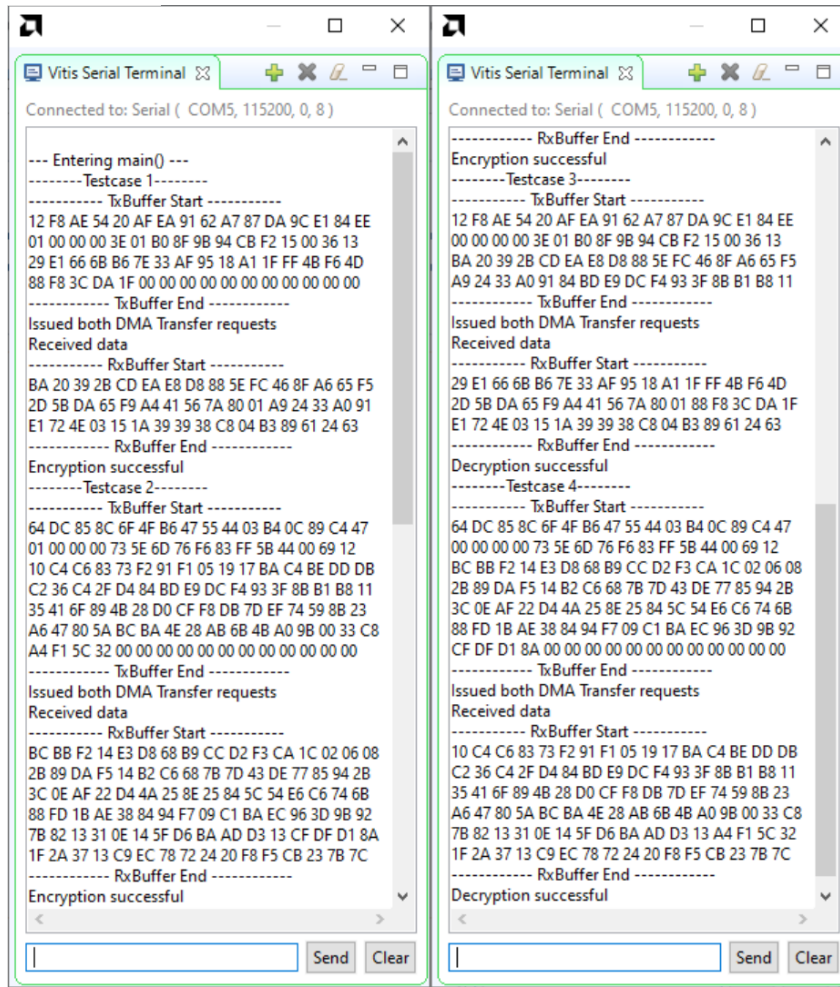 Vitis Serial Terminal
Connected to: Serial ( COM5, 115200, 0, 8 )
--- Entering main() ---
--------Testcase 1--------
----------- TxBuffer Start -----------
12 F8 AE 54 20 AF EA 91 62 A7 87 DA 9C E1 84 EE
01 00 00 00 3E 01 B0 8F 9B 94 CB F2 15 00 36 13
29 E1 66 6B B6 7E 33 AF 95 18 A1 1F FF 4B F6 4D
88 F8 3C DA 1F 00 00 00 00 00 00 00 00 00 00 00
------------ TxBuffer End ------------
Issued both DMA Transfer requests
Received data
----------- RxBuffer Start -----------
BA 20 39 2B CD EA E8 D8 88 5E FC 46 8F A6 65 F5
2D 5B DA 65 F9 A4 41 56 7A 80 01 A9 24 33 A0 91
E1 72 4E 03 15 1A 39 39 38 C8 04 B3 89 61 24 63
------------ RxBuffer End ------------
Encryption successful
--------Testcase 2--------
----------- TxBuffer Start -----------
64 DC 85 8C 6F 4F B6 47 55 44 03 B4 0C 89 C4 47
01 00 00 00 73 5E 6D 76 F6 83 FF 5B 44 00 69 12
10 C4 C6 83 73 F2 91 F1 05 19 17 BA C4 BE DD DB
C2 36 C4 2F D4 84 BD E9 DC F4 93 3F 8B B1 B8 11
35 41 6F 89 4B 28 D0 CF F8 DB 7D EF 74 59 8B 23
A6 47 80 5A BC BA 4E 28 AB 6B 4B A0 9B 00 33 C8
A4 F1 5C 32 00 00 00 00 00 00 00 00 00 00 00 00
------------ TxBuffer End ------------
Issued both DMA Transfer requests
Received data
----------- RxBuffer Start -----------
BC BB F2 14 E3 D8 68 B9 CC D2 F3 CA 1C 02 06 08
2B 89 DA F5 14 B2 C6 68 7B 7D 43 DE 77 85 94 2B
3C 0E AF 22 D4 4A 25 8E 25 84 5C 54 E6 C6 74 6B
88 FD 1B AE 38 84 94 F7 09 C1 BA EC 96 3D 9B 92
7B 82 13 31 0E 14 5F D6 BA AD D3 13 CF DF D1 8A
1F 2A 37 13 C9 EC 78 72 24 20 F8 F5 CB 23 7B 7C
------------ RxBuffer End ------------
Encryption successful
Send
Clear
Vitis Serial Terminal
Connected to: Serial ( COM5, 115200, 0, 8 )
------------ RxBuffer End ------------
Encryption successful
--------Testcase 3--------
----------- TxBuffer Start -----------
12 F8 AE 54 20 AF EA 91 62 A7 87 DA 9C E1 84 EE
00 00 00 00 3E 01 B0 8F 9B 94 CB F2 15 00 36 13
BA 20 39 2B CD EA E8 D8 88 5E FC 46 8F A6 65 F5
A9 24 33 A0 91 84 BD E9 DC F4 93 3F 8B B1 B8 11
------------ TxBuffer End ------------
Issued both DMA Transfer requests
Received data
----------- RxBuffer Start -----------
29 E1 66 6B B6 7E 33 AF 95 18 A1 1F FF 4B F6 4D
2D 5B DA 65 F9 A4 41 56 7A 80 01 88 F8 3C DA 1F
E1 72 4E 03 15 1A 39 39 38 C8 04 B3 89 61 24 63
------------ RxBuffer End ------------
Decryption successful
--------Testcase 4--------
----------- TxBuffer Start -----------
64 DC 85 8C 6F 4F B6 47 55 44 03 B4 0C 89 C4 47
00 00 00 00 73 5E 6D 76 F6 83 FF 5B 44 00 69 12
BC BB F2 14 E3 D8 68 B9 CC D2 F3 CA 1C 02 06 08
2B 89 DA F5 14 B2 C6 68 7B 7D 43 DE 77 85 94 2B
3C 0E AF 22 D4 4A 25 8E 25 84 5C 54 E6 C6 74 6B
88 FD 1B AE 38 84 94 F7 09 C1 BA EC 96 3D 9B 92
CF DF D1 8A 00 00 00 00 00 00 00 00 00 00 00 00
------------ TxBuffer End ------------
Issued both DMA Transfer requests
Received data
----------- RxBuffer Start -----------
10 C4 C6 83 73 F2 91 F1 05 19 17 BA C4 BE DD DB
C2 36 C4 2F D4 84 BD E9 DC F4 93 3F 8B B1 B8 11
35 41 6F 89 4B 28 D0 CF F8 DB 7D EF 74 59 8B 23
A6 47 80 5A BC BA 4E 28 AB 6B 4B A0 9B 00 33 C8
7B 82 13 31 0E 14 5F D6 BA AD D3 13 A4 F1 5C 32
1F 2A 37 13 C9 EC 78 72 24 20 F8 F5 CB 23 7B 7C
------------ RxBuffer End ------------
Decryption successful
Send
Clear